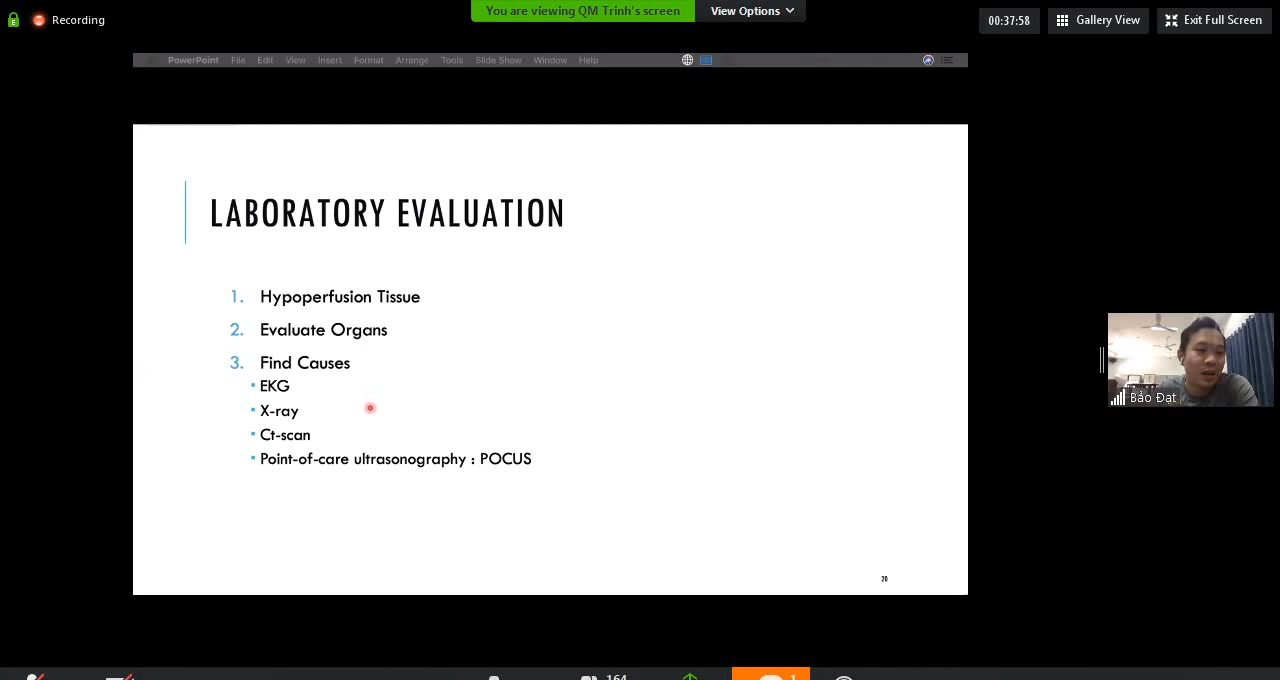 Recording
You are viewing QM Trinh's screen
View Options
00:37:58
Gallery View
Exit Full Screen
PowerPoint File Edit View Insert Format Arrange Tools Slide Show Window Help
LABORATORY EVALUATION
1. Hypoperfusion Tissue
2. Evaluate Organs
3. Find Causes
▪ EKG
▪ X-ray
▪ Ct-scan
▪ Point-of-care ultrasonography : POCUS
20
Bảo Đạt
164
1